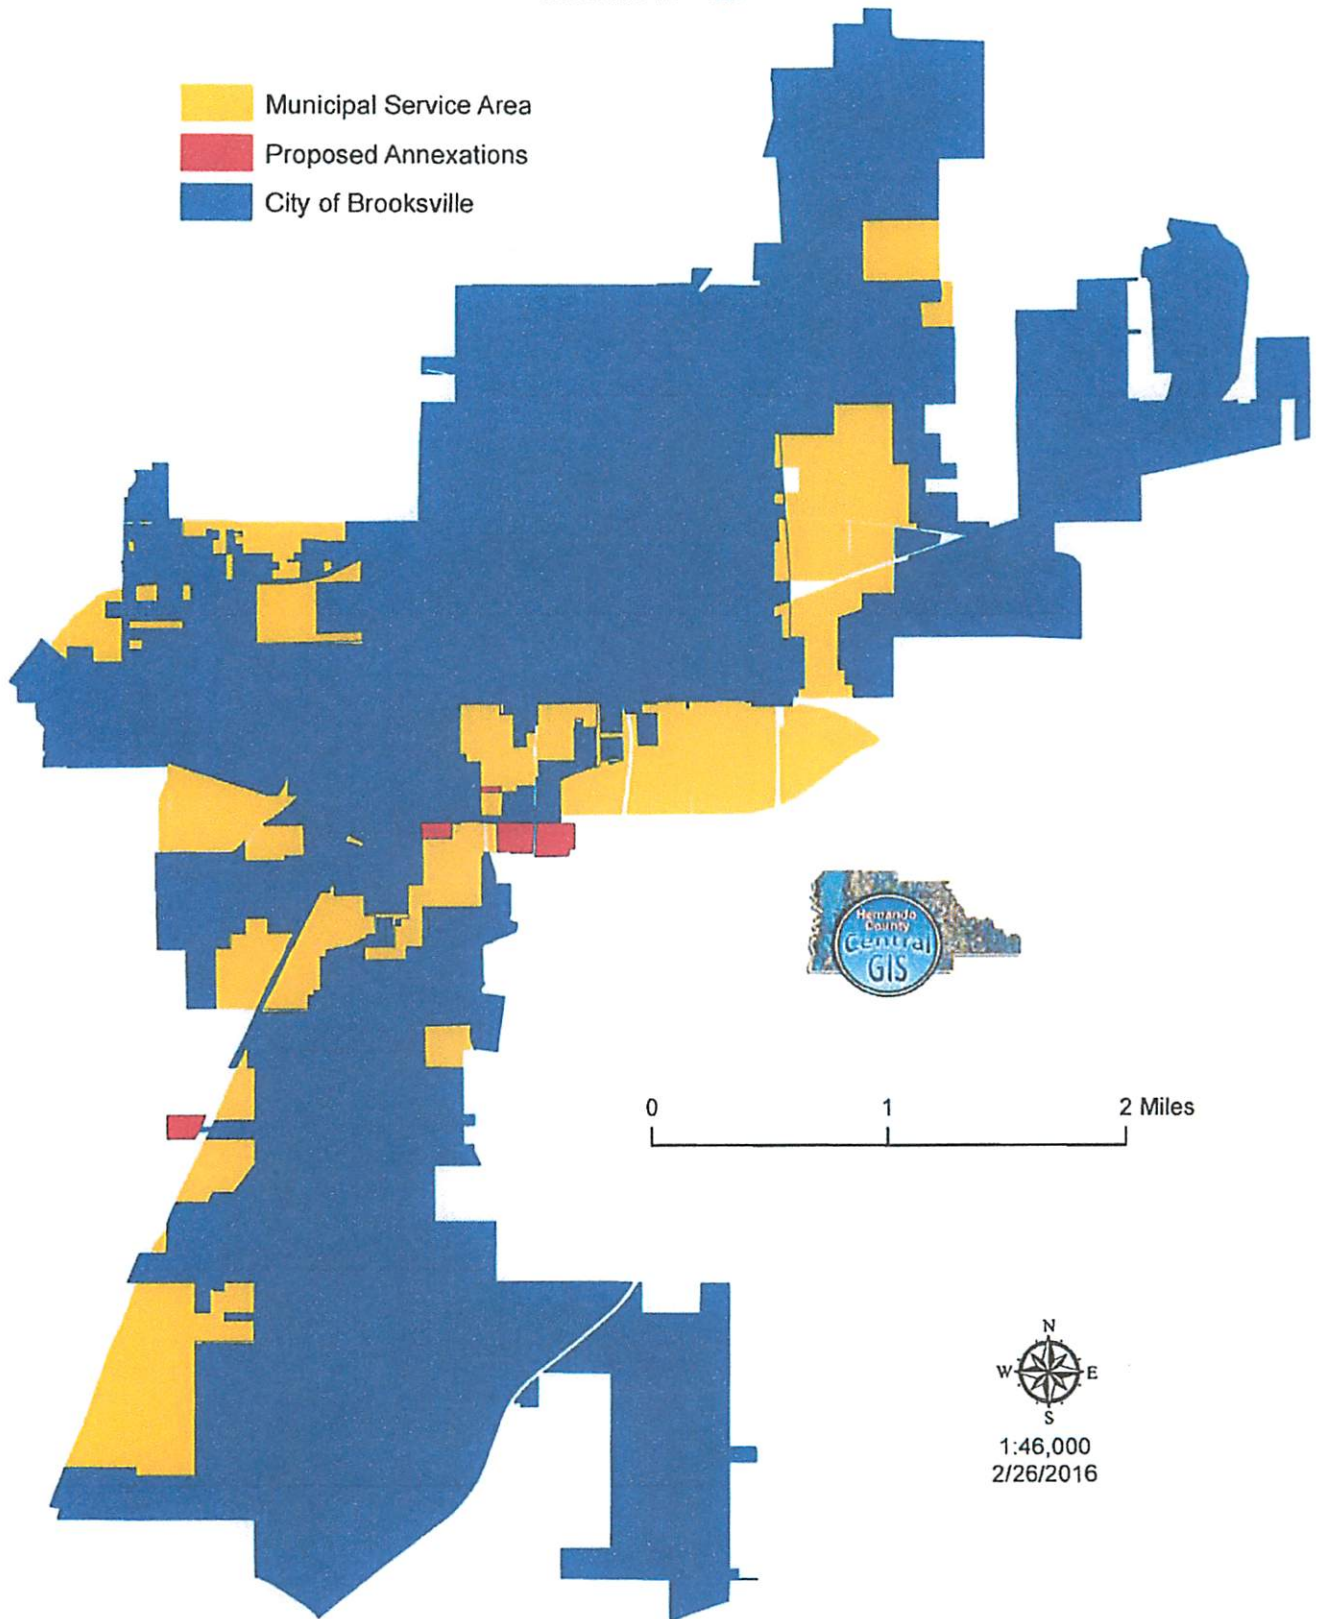 Municipal Service Area
Proposed Annexations
City of Brooksville
Hernando
County
Central
GIS
0 1 2 Miles
N
W E
S
1:46,000
2/26/2016